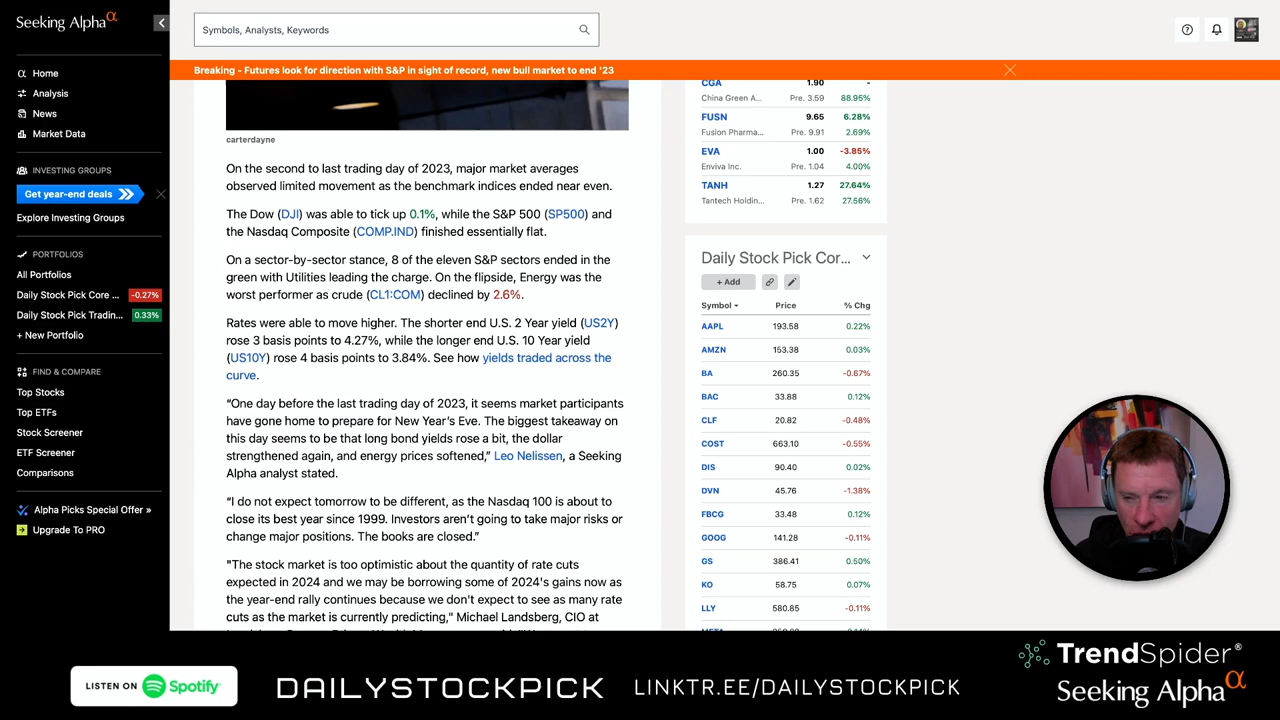 Seeking Alpha α
Symbols, Analysts, Keywords
Breaking - Futures look for direction with S&P in sight of record, new bull market to end '23
α Home
Analysis
News
Market Data
INVESTING GROUPS
Get year-end deals
Explore Investing Groups
PORTFOLIOS
All Portfolios
Daily Stock Pick Core ... -0.27%
Daily Stock Pick Tradin... 0.33%
+ New Portfolio
FIND & COMPARE
Top Stocks
Top ETFs
Stock Screener
ETF Screener
Comparisons
Alpha Picks Special Offer »
Upgrade To PRO
carterdayne
On the second to last trading day of 2023, major market averages
observed limited movement as the benchmark indices ended near even.
The Dow (DJI) was able to tick up 0.1%, while the S&P 500 (SP500) and
the Nasdaq Composite (COMP.IND) finished essentially flat.
On a sector-by-sector stance, 8 of the eleven S&P sectors ended in the
green with Utilities leading the charge. On the flipside, Energy was the
worst performer as crude (CL1:COM) declined by 2.6%.
Rates were able to move higher. The shorter end U.S. 2 Year yield (US2Y)
rose 3 basis points to 4.27%, while the longer end U.S. 10 Year yield
(US10Y) rose 4 basis points to 3.84%. See how yields traded across the
curve.
“One day before the last trading day of 2023, it seems market participants
have gone home to prepare for New Year’s Eve. The biggest takeaway on
this day seems to be that long bond yields rose a bit, the dollar
strengthened again, and energy prices softened,” Leo Nelissen, a Seeking
Alpha analyst stated.
“I do not expect tomorrow to be different, as the Nasdaq 100 is about to
close its best year since 1999. Investors aren’t going to take major risks or
change major positions. The books are closed.”
"The stock market is too optimistic about the quantity of rate cuts
expected in 2024 and we may be borrowing some of 2024's gains now as
the year-end rally continues because we don't expect to see as many rate
cuts as the market is currently predicting," Michael Landsberg, CIO at
CGA 1.90 -
China Green A... Pre. 3.59 88.95%
FUSN 9.65 6.28%
Fusion Pharma... Pre. 9.91 2.69%
EVA 1.00 -3.85%
Enviva Inc. Pre. 1.04 4.00%
TANH 1.27 27.64%
Tantech Holdin... Pre. 1.62 27.56%
Daily Stock Pick Cor...
+ Add
Symbol Price % Chg
AAPL 193.58 0.22%
AMZN 153.38 0.03%
BA 260.35 -0.67%
BAC 33.88 0.12%
CLF 20.82 -0.48%
COST 663.10 -0.55%
DIS 90.40 0.02%
DVN 45.76 -1.38%
FBCG 33.48 0.12%
GOOG 141.28 -0.11%
GS 386.41 0.50%
KO 58.75 0.07%
LLY 580.85 -0.11%
LISTEN ON Spotify
DAILYSTOCKPICK
LINKTR.EE/DAILYSTOCKPICK
TrendSpider®
Seeking Alpha α